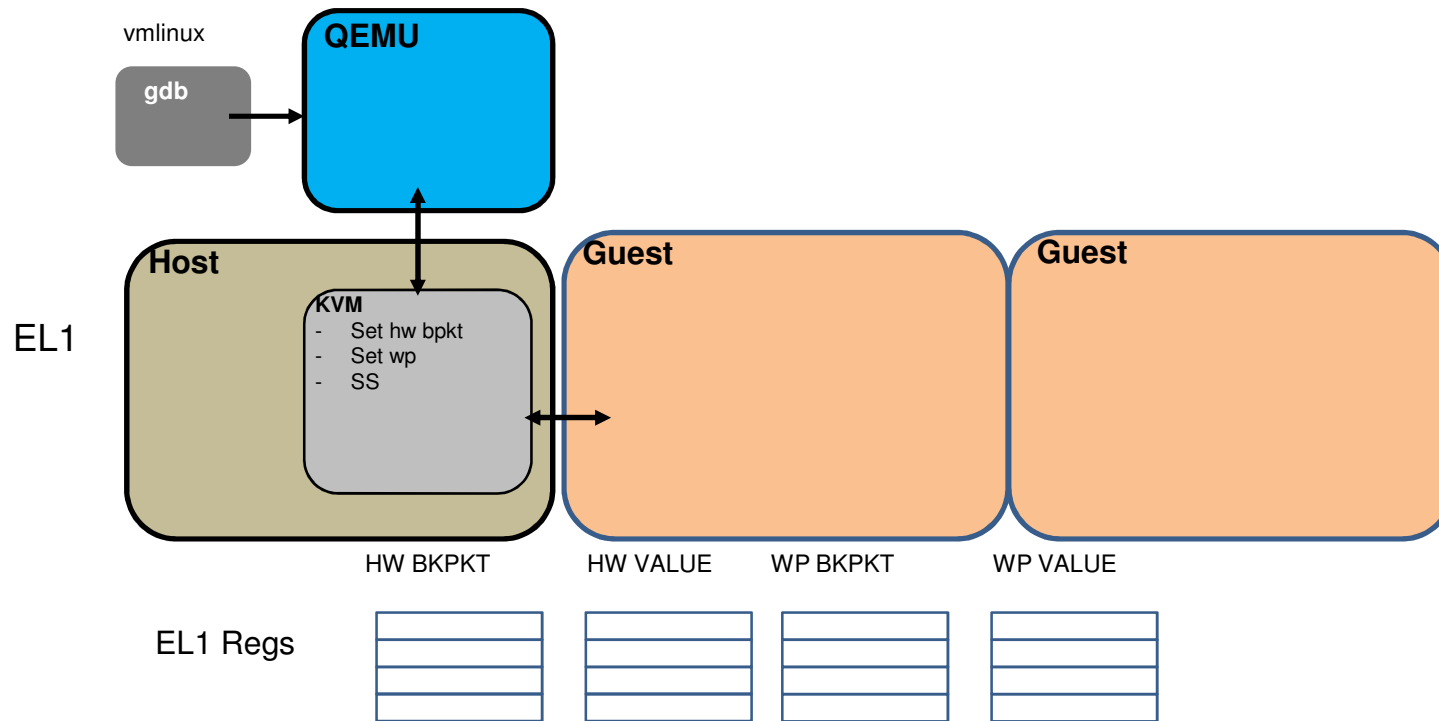 vmlinux
QEMU
gdb
Host
Guest
Guest
EL1
KVM
- Set hw bpkt
- Set wp
- SS
HW BKPKT
HW VALUE
WP BKPKT
WP VALUE
EL1 Regs